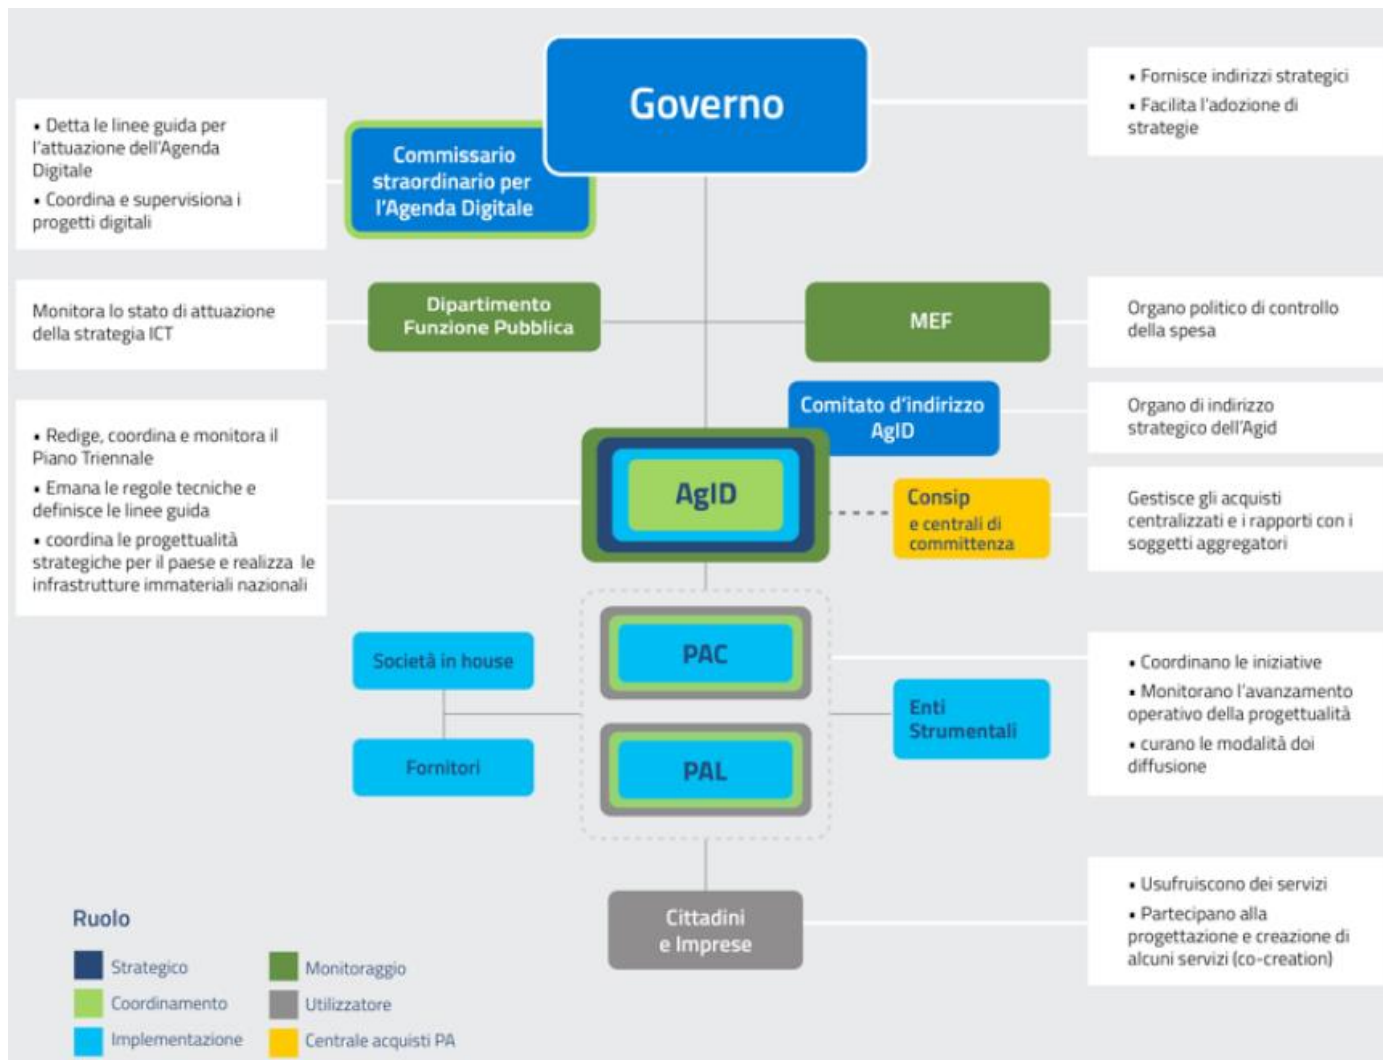 Governo
• Fornisce indirizzi strategici
• Facilita l'adozione di
strategie
• Detta le linee guida per
l'attuazione dell'Agenda
Digitale
• Coordina e supervisiona i
progetti digitali
Commissario
straordinario per
l'Agenda Digitale
Monitora lo stato di attuazione
della strategia ICT
Dipartimento
Funzione Pubblica
MEF
Organo politico di controllo
della spesa
Comitato d'indirizzo
AgID
Organo di indirizzo
strategico dell'Agid
• Redige, coordina e monitora il
Piano Triennale
• Emana le regole tecniche e
definisce le linee guida
• coordina le progettualità
strategiche per il paese e realizza le
infrastrutture immateriali nazionali
AgID
Consip
e centrali di
committenza
Gestisce gli acquisti
centralizzati e i rapporti con i
soggetti aggregatori
Società in house
Fornitori
PAC
PAL
Enti
Strumentali
• Coordinano le iniziative
• Monitorano l'avanzamento
operativo della progettualità
• curano le modalità doi
diffusione
Cittadini
e Imprese
• Usufruiscono dei servizi
• Partecipano alla
progettazione e creazione di
alcuni servizi (co-creation)
Ruolo
Strategico
Coordinamento
Implementazione
Monitoraggio
Utilizzatore
Centrale acquisti PA